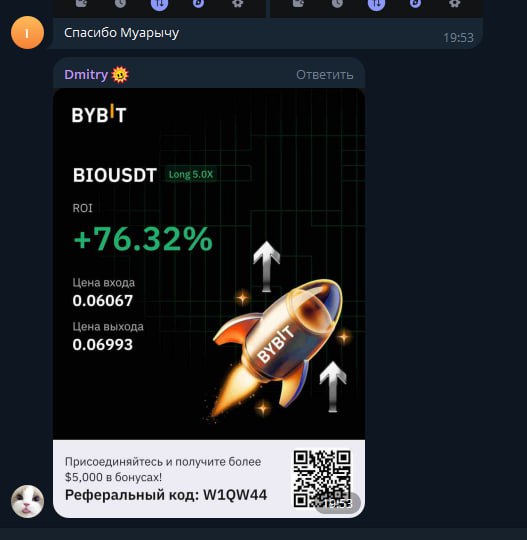 I
Спасибо Муарычу
19:53
Dmitry
Ответить
BYBIT
BIOUSDT Long 5.0X
ROI
+76.32%
Цена входа
0.06067
Цена выхода
0.06993
BYBIT
Присоединяйтесь и получите более
$5,000 в бонусах!
Реферальный код: W1QW44
19:53